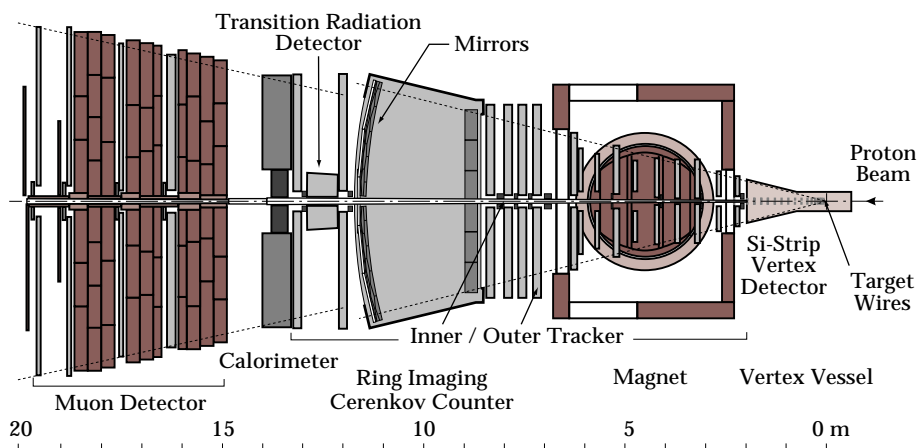 Transition Radiation
Detector
Mirrors
Proton
Beam
Si-Strip
Vertex
Detector
Target
Wires
Inner / Outer Tracker
Calorimeter
Muon Detector
Ring Imaging
Cerenkov Counter
Magnet
Vertex Vessel
20 15 10 5 0 m